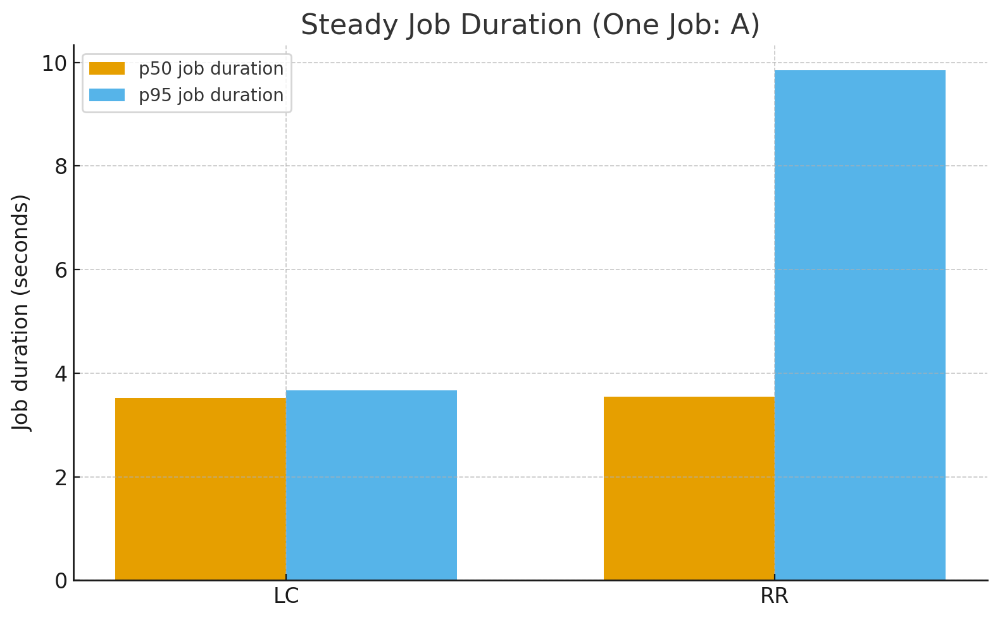 Steady Job Duration (One Job: A)
p50 job duration
p95 job duration
Job duration (seconds)
10
8
6
4
2
0
LC
RR